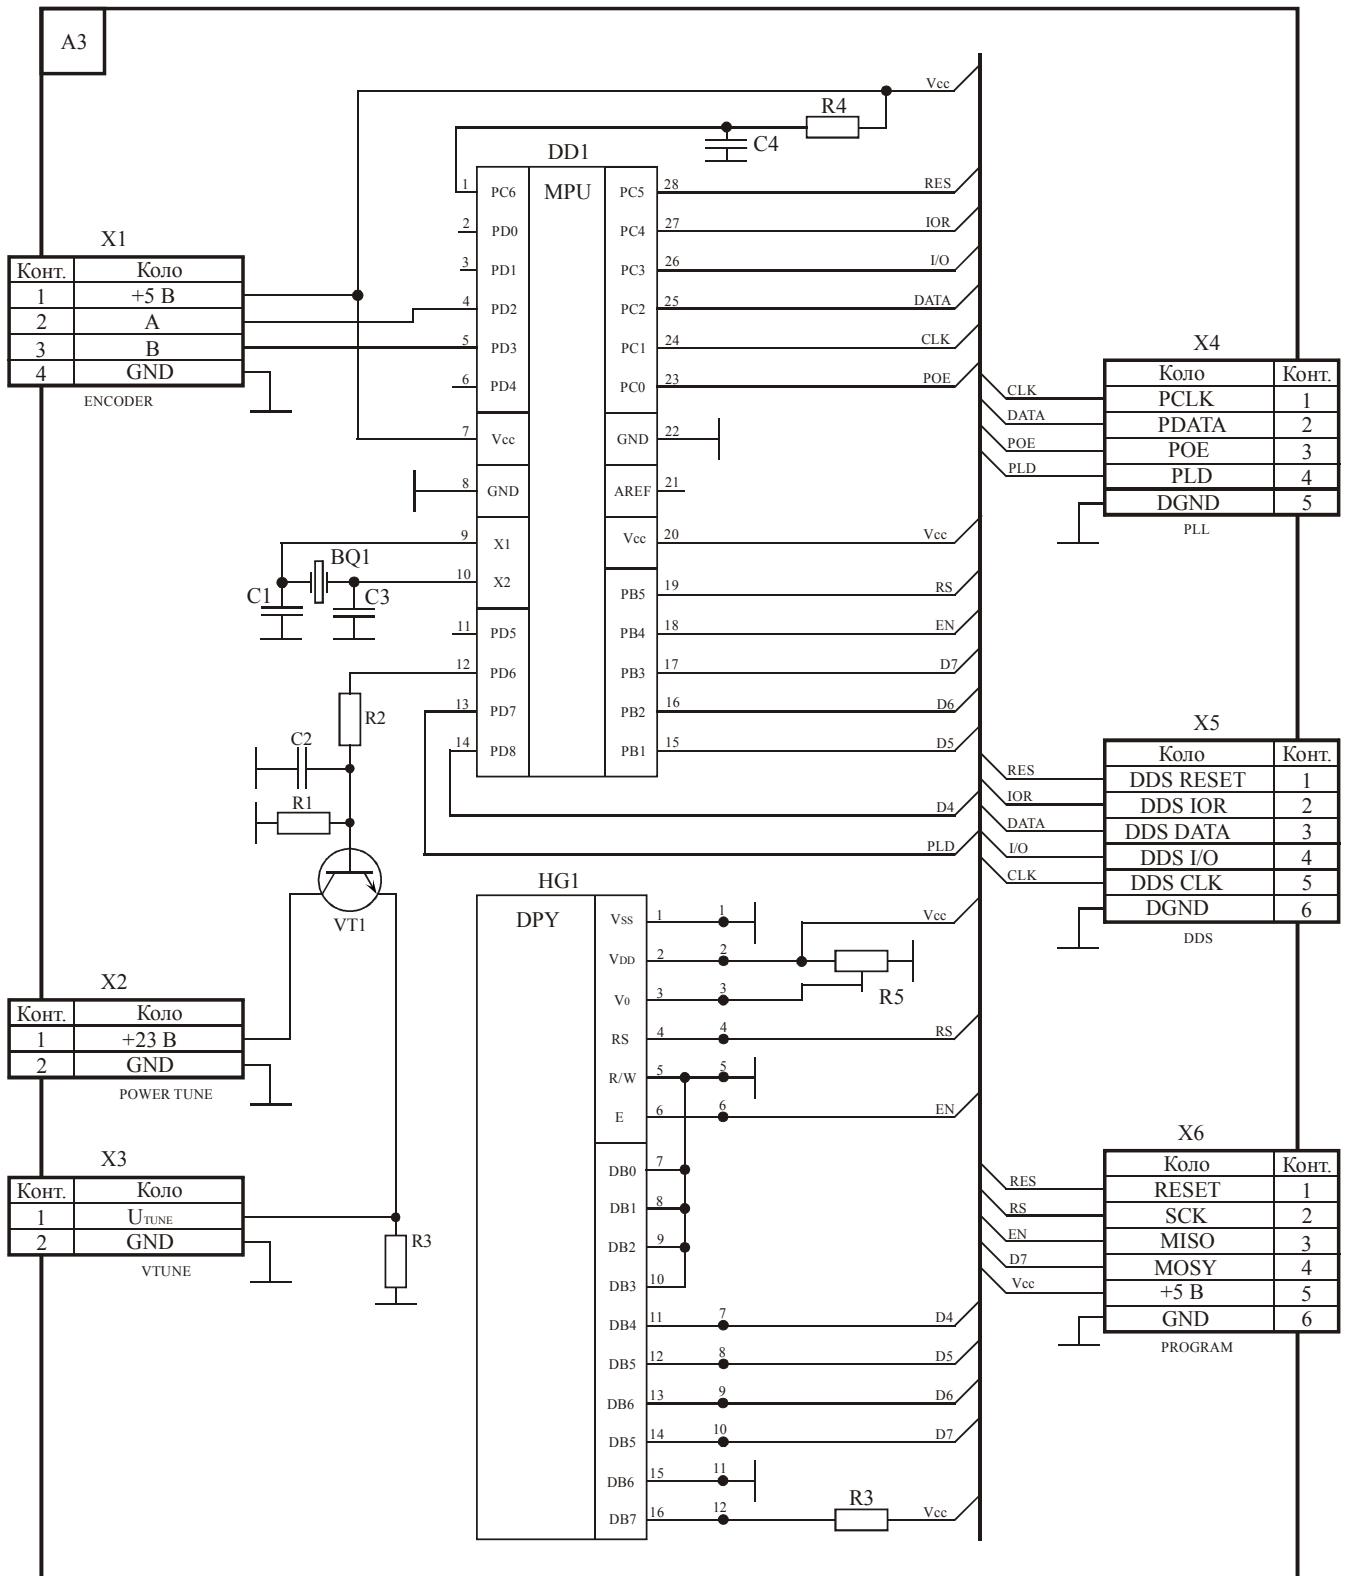 A3
Vcc
R4
C4
DD1
MPU
1 PC6
2 PD0
3 PD1
4 PD2
5 PD3
6 PD4
7 Vcc
8 GND
9 X1
10 X2
11 PD5
12 PD6
13 PD7
14 PD8
PC5 28 RES
PC4 27 IOR
PC3 26 I/O
PC2 25 DATA
PC1 24 CLK
PC0 23 POE
GND 22
AREF 21
Vcc 20 Vcc
PB5 19 RS
PB4 18 EN
PB3 17 D7
PB2 16 D6
PB1 15 D5
D4
PLD
X1
Конт. Коло
1 +5 В
2 A
3 B
4 GND
ENCODER
BQ1
C1
C3
R2
C2
R1
VT1
X2
Конт. Коло
1 +23 В
2 GND
POWER TUNE
X3
Конт. Коло
1 UTUNE
2 GND
VTUNE
R3
HG1
DPY
VSS 1 1
VDD 2 2 Vcc
V0 3 3
R5
RS 4 4 RS
R/W 5 5
E 6 6 EN
DB0 7
DB1 8
DB2 9
DB3 10
DB4 11 7 D4
DB5 12 8 D5
DB6 13 9 D6
DB5 14 10 D7
DB6 15 11
DB7 16 12 R3 Vcc
X4
Коло Конт.
CLK PCLK 1
DATA PDATA 2
POE POE 3
PLD PLD 4
DGND 5
PLL
X5
Коло Конт.
RES DDS RESET 1
IOR DDS IOR 2
DATA DDS DATA 3
I/O DDS I/O 4
CLK DDS CLK 5
DGND 6
DDS
X6
Коло Конт.
RES RESET 1
RS SCK 2
EN MISO 3
D7 MOSY 4
Vcc +5 В 5
GND 6
PROGRAM